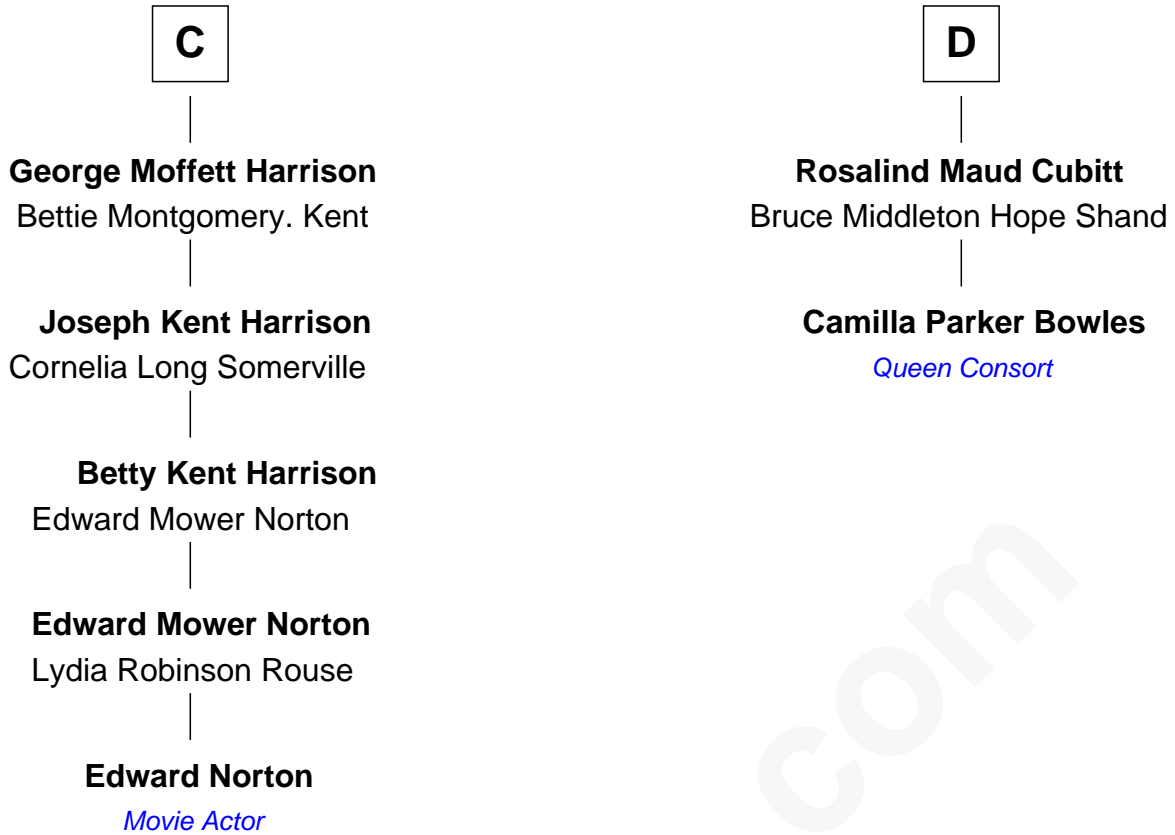 C
George Moffett Harrison
Bettie Montgomery. Kent
Joseph Kent Harrison
Cornelia Long Somerville
Betty Kent Harrison
Edward Mower Norton
Edward Mower Norton
Lydia Robinson Rouse
Edward Norton
Movie Actor
D
Rosalind Maud Cubitt
Bruce Middleton Hope Shand
Camilla Parker Bowles
Queen Consort
com